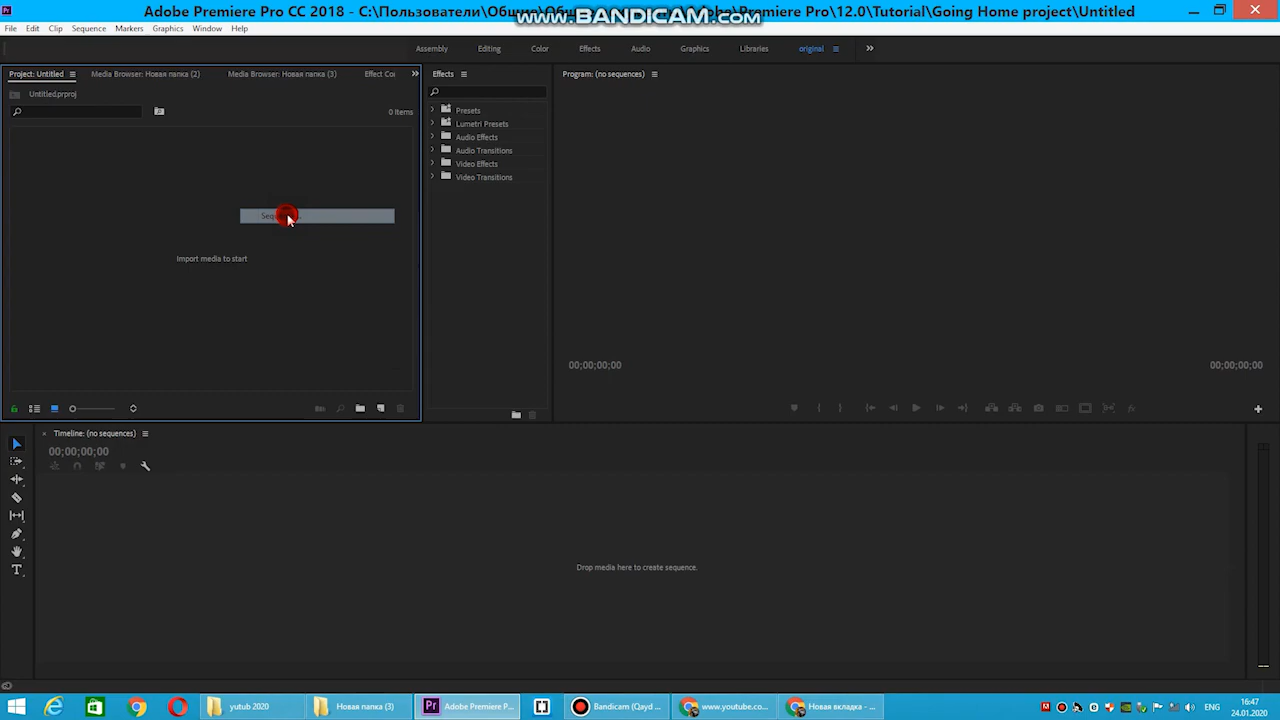 Adobe Premiere Pro CC 2018 - C:\Пользователи\Общие\Об
Adobe\Premiere Pro\12.0\Tutorial\Going Home project\Untitled
www.BANDICAM.com
File Edit Clip Sequence Markers Graphics Window Help
Assembly Editing Color Effects Audio Graphics Libraries original
Project: Untitled Media Browser: Новая папка (2) Media Browser: Новая папка (3) Effect Coi
Effects
Program: (no sequences)
Untitled.prproj
0 Items
Presets
Lumetri Presets
Audio Effects
Audio Transitions
Video Effects
Video Transitions
Import media to start
00;00;00;00 00;00;00;00
Timeline: (no sequences)
00;00;00;00
Drop media here to create sequence.
yutub 2020 Новая папка (3) Adobe Premiere P... Bandicam (Qayd ... www.youtube.co... Новая вкладка - ...
ENG
16:47
24.01.2020